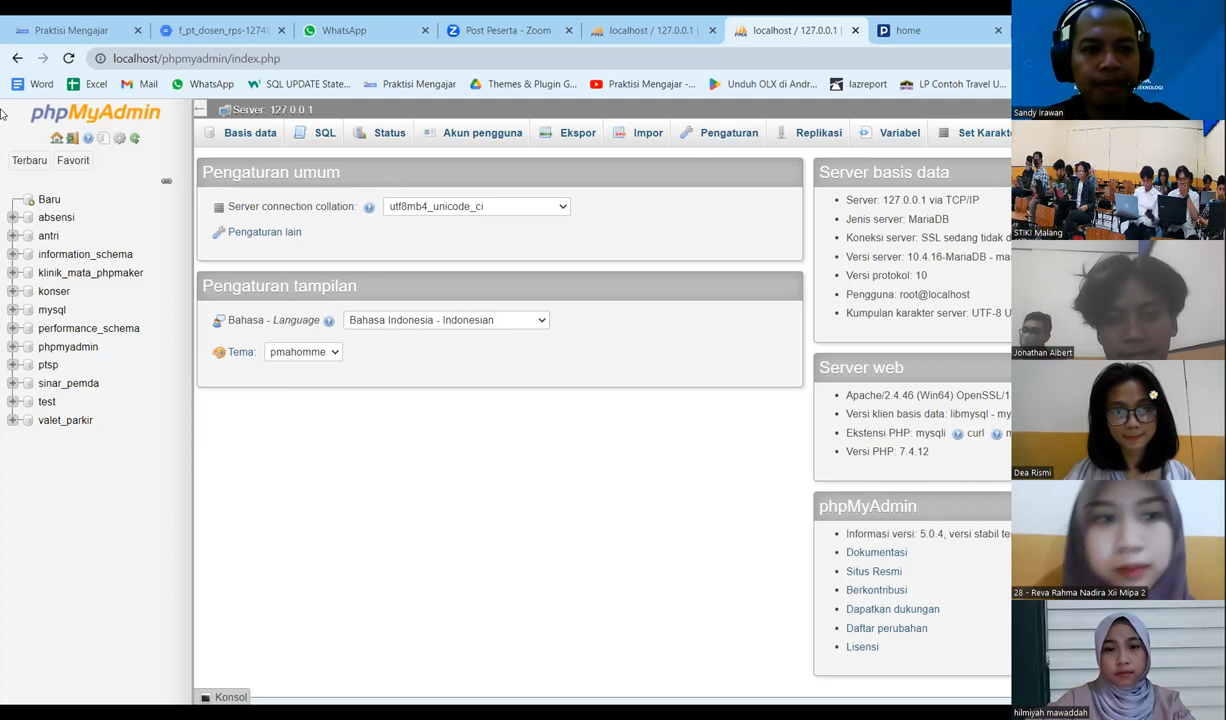 Praktisi Mengajar
f_pt_dosen_rps-12748
WhatsApp
Post Peserta - Zoom
localhost / 127.0.0.1 |
localhost / 127.0.0.1 |
home
localhost/phpmyadmin/index.php
Word
Excel
Mail
WhatsApp
SQL UPDATE State...
Praktisi Mengajar
Themes & Plugin G...
Praktisi Mengajar -...
Unduh OLX di Andr...
lazreport
LP Contoh Travel U...
phpMyAdmin
Terbaru
Favorit
Baru
absensi
antri
information_schema
klinik_mata_phpmaker
konser
mysql
performance_schema
phpmyadmin
ptsp
sinar_pemda
test
valet_parkir
Server: 127.0.0.1
Basis data
SQL
Status
Akun pengguna
Ekspor
Impor
Pengaturan
Replikasi
Variabel
Set Karakt
Pengaturan umum
Server connection collation:
utf8mb4_unicode_ci
Pengaturan lain
Pengaturan tampilan
Bahasa - Language
Bahasa Indonesia - Indonesian
Tema:
pmahomme
Server basis data
Server: 127.0.0.1 via TCP/IP
Jenis server: MariaDB
Koneksi server: SSL sedang tidak d
Versi server: 10.4.16-MariaDB - ma
Versi protokol: 10
Pengguna: root@localhost
Kumpulan karakter server: UTF-8 U
Server web
Apache/2.4.46 (Win64) OpenSSL/1
Versi klien basis data: libmysql - my
Ekstensi PHP: mysqli curl m
Versi PHP: 7.4.12
phpMyAdmin
Informasi versi: 5.0.4, versi stabil te
Dokumentasi
Situs Resmi
Berkontribusi
Dapatkan dukungan
Daftar perubahan
Lisensi
Konsol
Sandy Irawan
STIKI Malang
Jonathan Albert
Dea Rismi
28 - Reva Rahma Nadira Xii Mipa 2
hilmiyah mawaddah